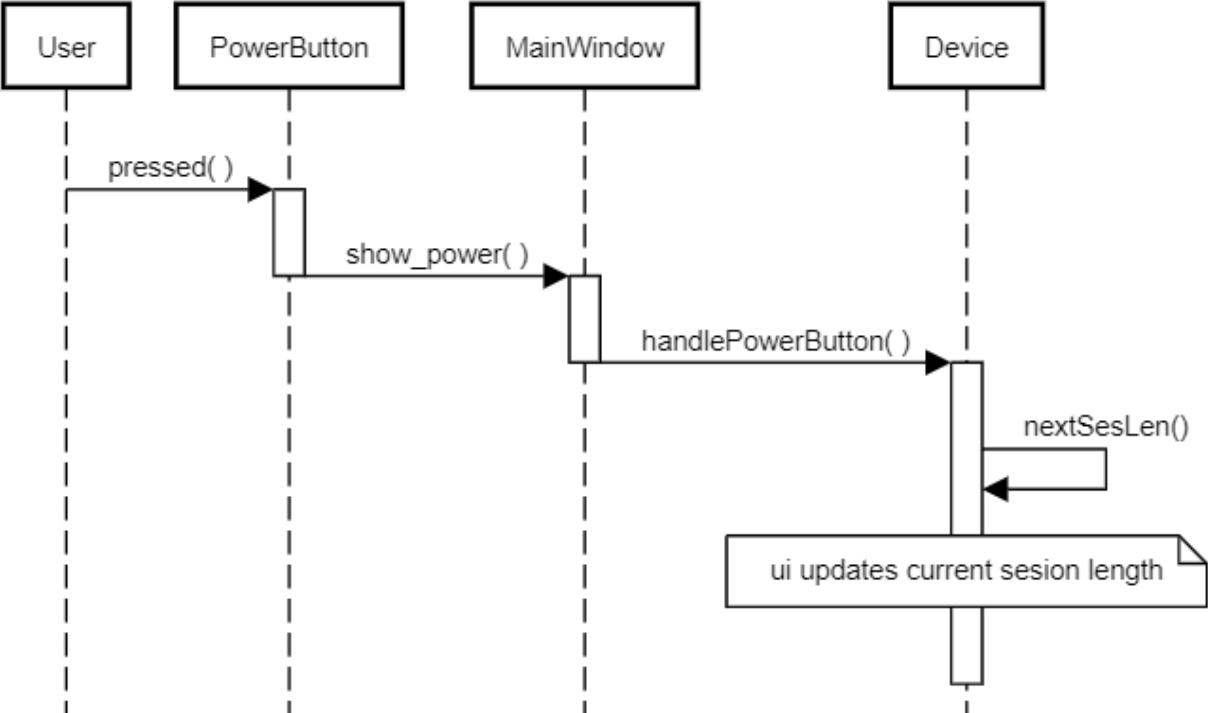 User
PowerButton
MainWindow
Device
pressed( )
show_power( )
handlePowerButton( )
nextSesLen()
ui updates current sesion length